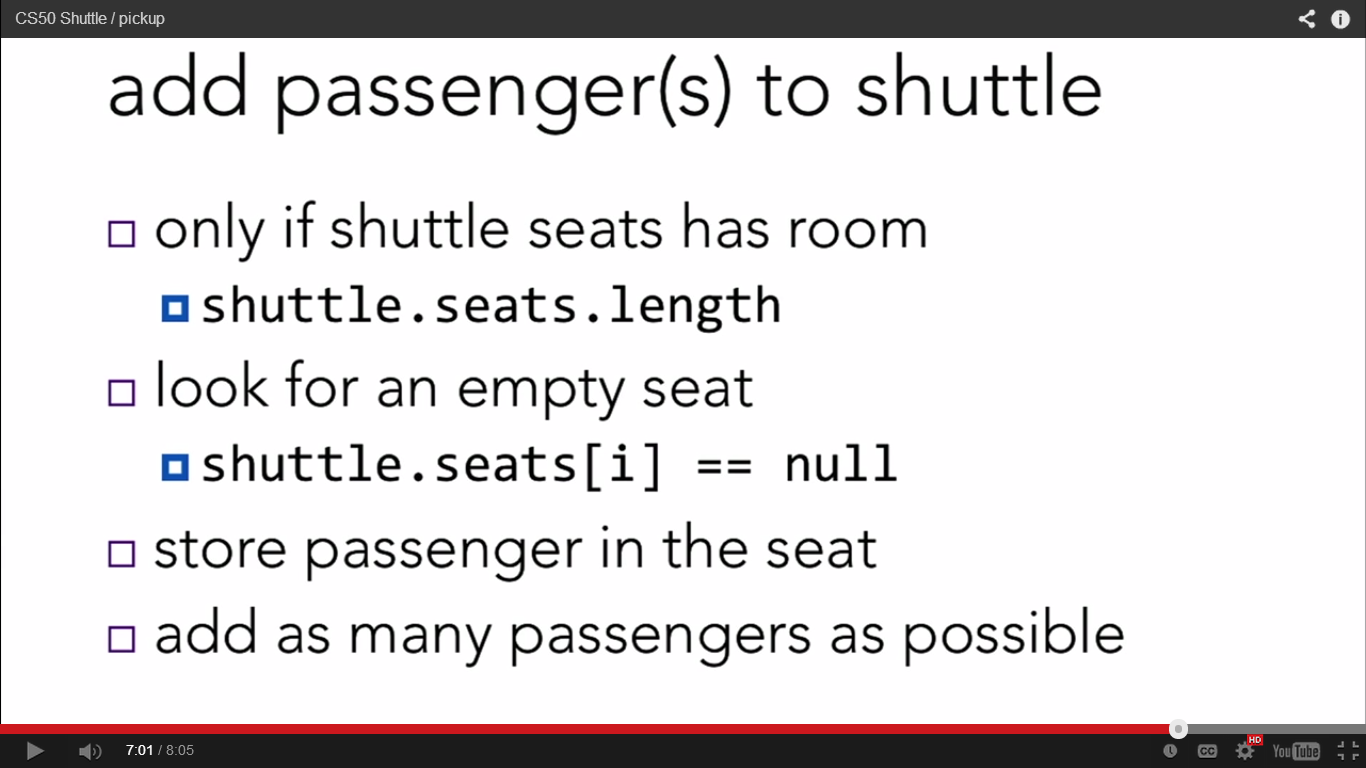 CS50 Shuttle / pickup
add passenger(s) to shuttle
only if shuttle seats has room
shuttle.seats.length
look for an empty seat
shuttle.seats[i] == null
store passenger in the seat
add as many passengers as possible
7:01 / 8:05
CC
HD
YouTube